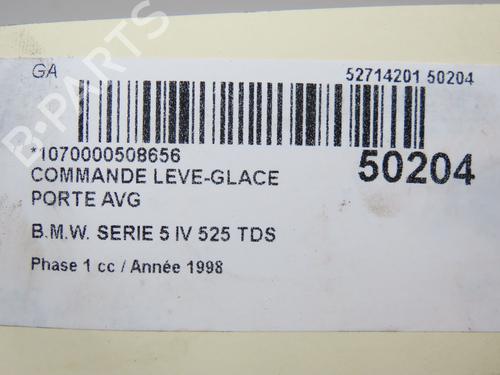 GA
52714201 50204
*1070000508656
50204
COMMANDE LEVE-GLACE
PORTE AVG
B.M.W. SERIE 5 IV 525 TDS
Phase 1 cc / Année 1998
B-PARTS